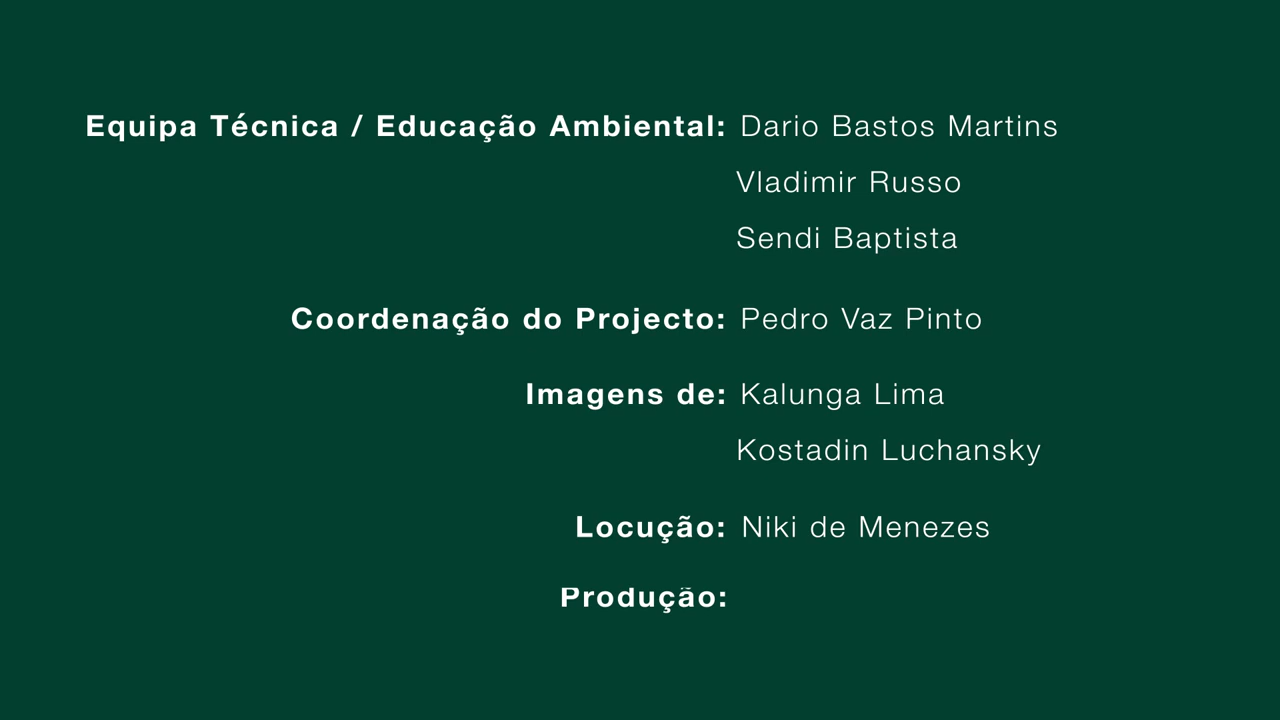 Equipa Técnica / Educação Ambiental: Dario Bastos Martins
Vladimir Russo
Sendi Baptista
Coordenação do Projecto: Pedro Vaz Pinto
Imagens de: Kalunga Lima
Kostadin Luchansky
Locução: Niki de Menezes
Produção: